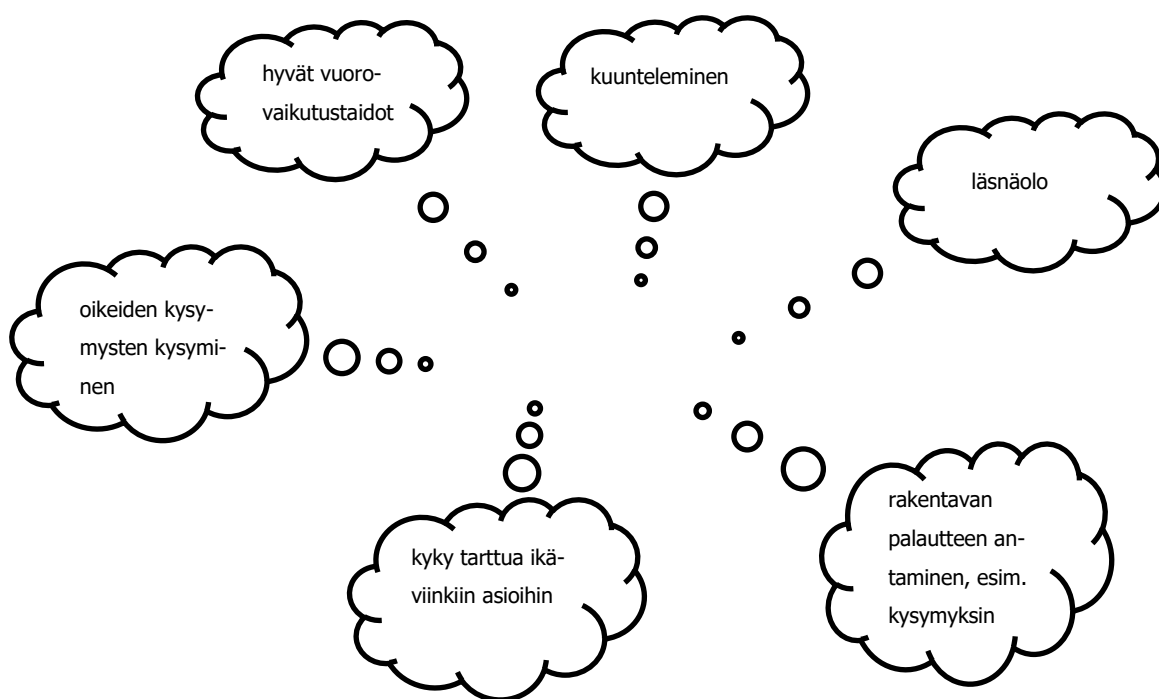 hyvät vuoro-
vaikutustaidot
kuunteleminen
läsnäolo
oikeiden kysy-
mysten kysymi-
nen
kyky tarttua ikä-
viinkiin asioihin
rakentavan
palautteen an-
taminen, esim.
kysymyksin